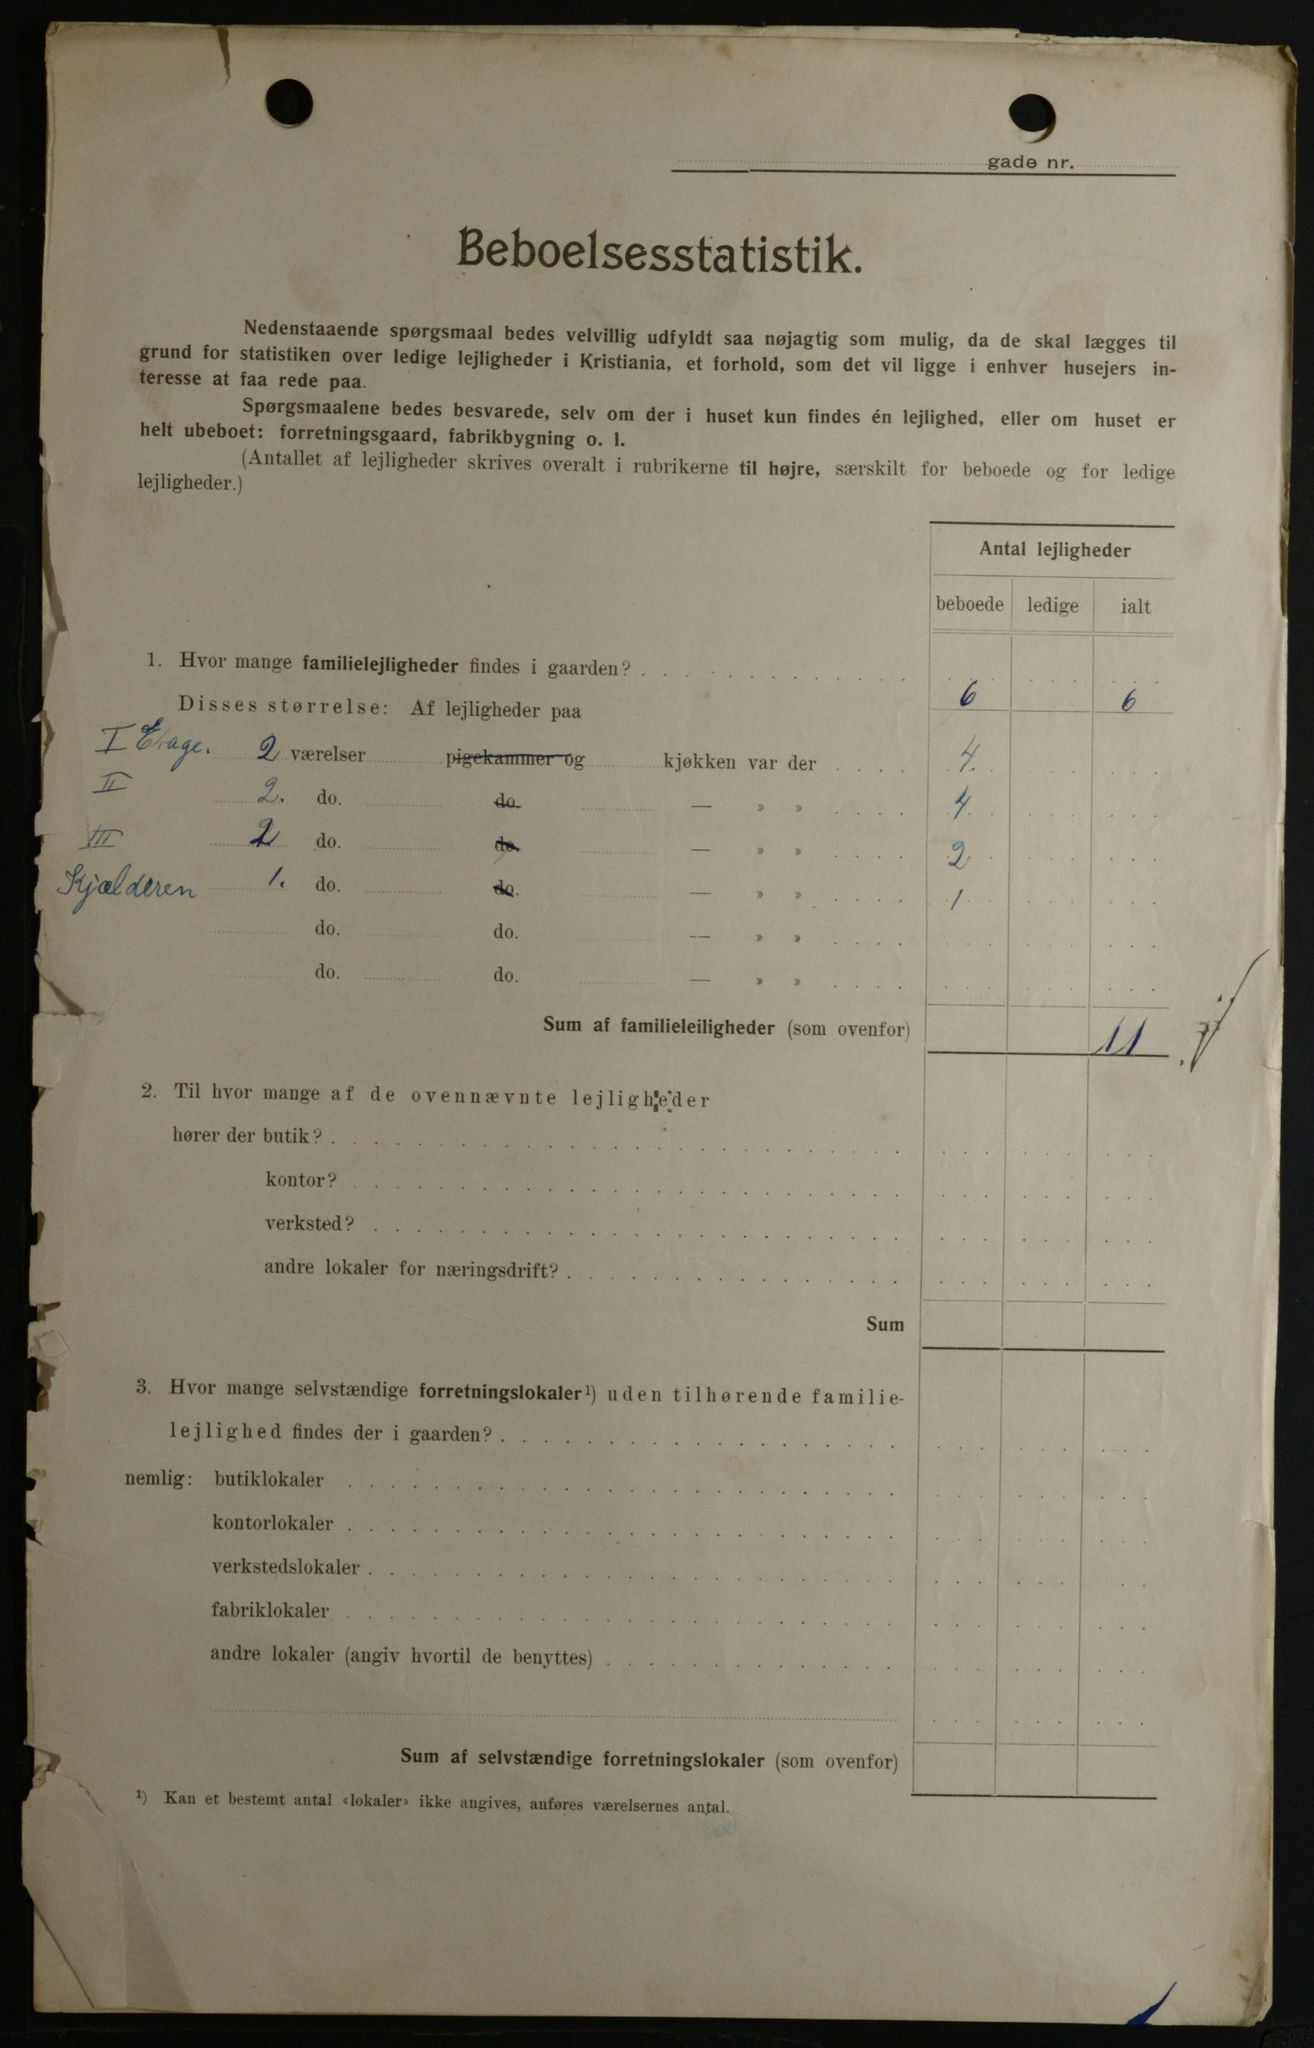 gade nr.
Beboelsesstatistik.
Nedenstaaende spørgsmaal bedes velvillig udfyldt saa nøjagtig som mulig, da de skal lægges til
grund for statistiken over ledige lejligheder i Kristiania, et forhold, som det vil ligge i enhver husejers in-
teresse at faa rede paa.
Spørgsmaalene bedes besvarede, selv om der i huset kun findes én lejlighed, eller om huset er
helt ubeboet: forretningsgaard, fabrikbygning o. l.
(Antallet af lejligheder skrives overalt i rubrikerne til højre, særskilt for beboede og for ledige
lejligheder.)
Antal lejligheder
beboede ledige ialt
1. Hvor mange familielejligheder findes i gaarden?
Disses størrelse: Af lejligheder paa 6 6
I Etage. 2 værelser pigekammer og kjøkken var der 4.
II 2. do. do. — » » 4
III 2 do. do. — » » 2
Kjælderen 1. do. do. — » » 1
do. do. — » »
do. do. — » »
Sum af familieleiligheder (som ovenfor) 11
2. Til hvor mange af de ovennævnte lejligheder
hører der butik?
kontor?
verksted?
andre lokaler for næringsdrift?
Sum
3. Hvor mange selvstændige forretningslokaler¹) uden tilhørende familie-
lejlighed findes der i gaarden?
nemlig: butiklokaler
kontorlokaler
verkstedslokaler
fabriklokaler
andre lokaler (angiv hvortil de benyttes)
Sum af selvstændige forretningslokaler (som ovenfor)
¹) Kan et bestemt antal «lokaler» ikke angives, anføres værelsernes antal.